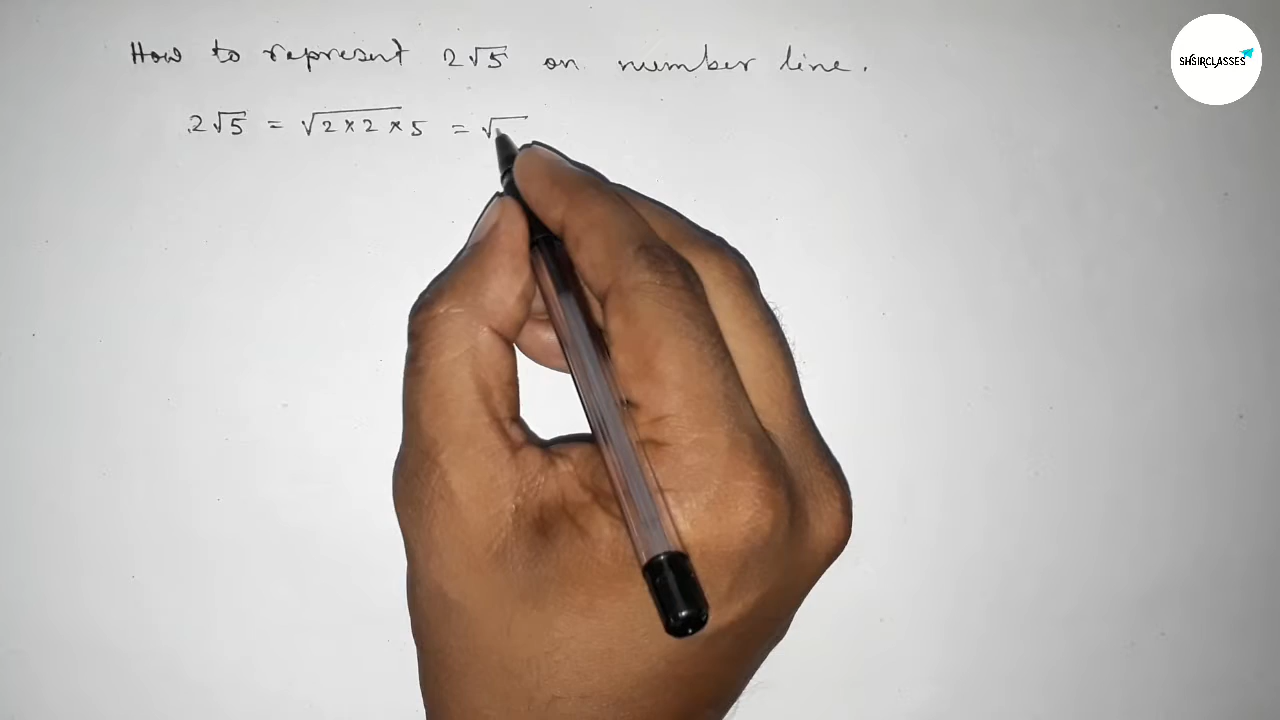 How to represent 2√5 on number line.
2√5 = √2×2×5 = √
SHSIRCLASSES